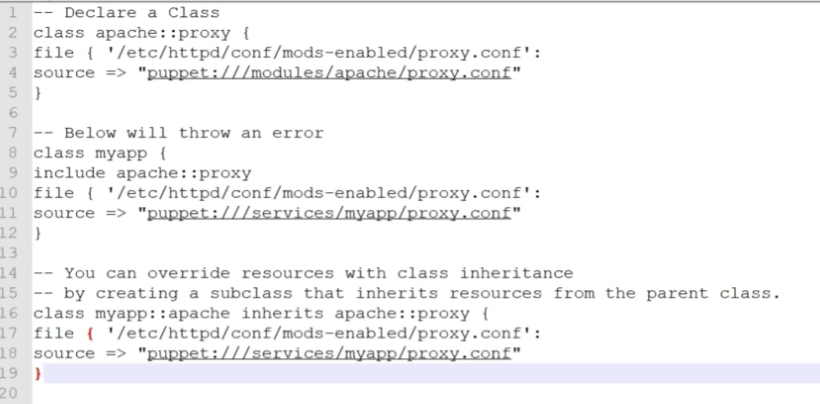 1 -- Declare a Class
2 class apache::proxy {
3 file { '/etc/httpd/conf/mods-enabled/proxy.conf':
4 source => "puppet:///modules/apache/proxy.conf"
5 }
6
7 -- Below will throw an error
8 class myapp {
9 include apache::proxy
10 file { '/etc/httpd/conf/mods-enabled/proxy.conf':
11 source => "puppet:///services/myapp/proxy.conf"
12 }
13
14 -- You can override resources with class inheritance
15 -- by creating a subclass that inherits resources from the parent class.
16 class myapp::apache inherits apache::proxy {
17 file { '/etc/httpd/conf/mods-enabled/proxy.conf':
18 source => "puppet:///services/myapp/proxy.conf"
19 }
20